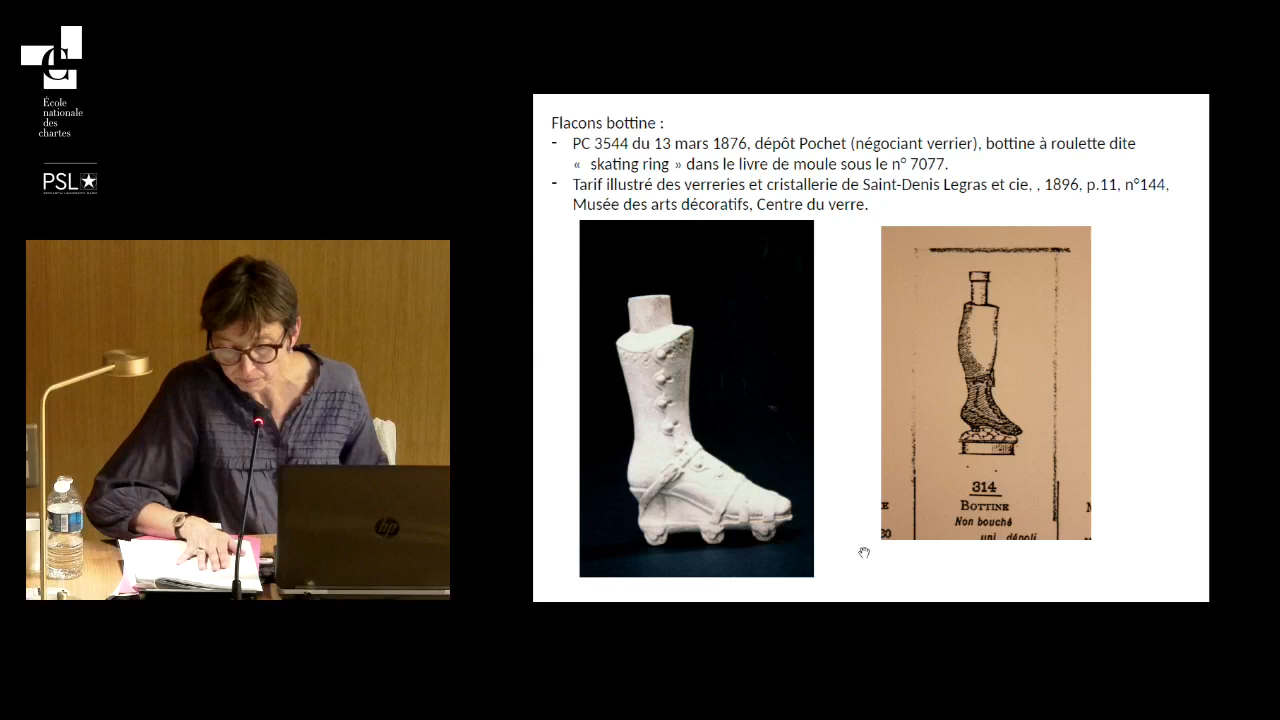 École
nationale
des
chartes
PSL
Flacons bottine :
- PC 3544 du 13 mars 1876, dépôt Pochet (négociant verrier), bottine à roulette dite
« skating ring » dans le livre de moule sous le n° 7077.
- Tarif illustré des verreries et cristallerie de Saint-Denis Legras et cie, , 1896, p.11, n°144,
Musée des arts décoratifs, Centre du verre.
314
BOTTINE
Non bouché
uni dépoli
E
30
hp